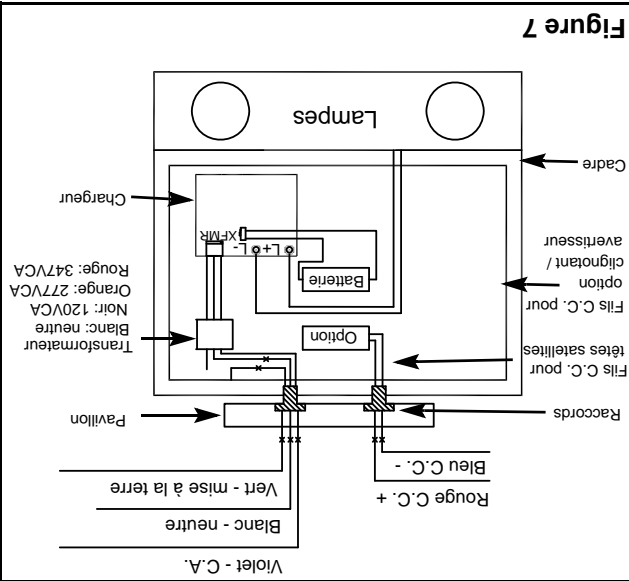 Violet - C.A.
Blanc - neutre
Vert - mise à la terre
Rouge C.C. +
Bleu C.C. -
Raccords
Pavillon
Fils C.C. pour
têtes satellites
Option
Transformateur
Blanc: neutre
Noir: 120VCA
Orange: 277VCA
Rouge: 347VCA
Fils C.C. pour
option
clignotant /
avertisseur
Batterie
L+ L-
XFMR
Chargeur
Cadre
Lampes
Figure 7